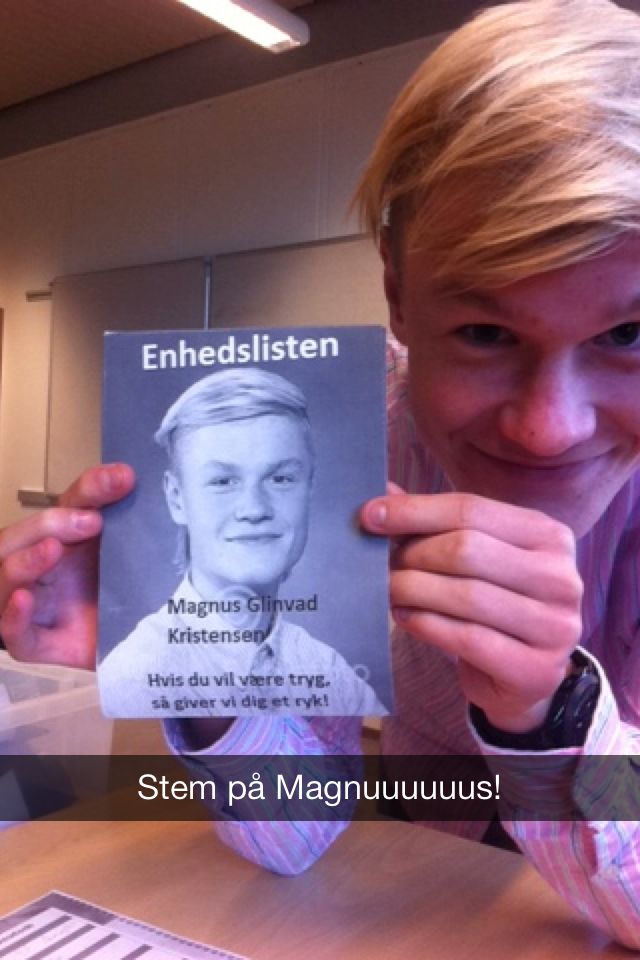 Enhedslisten
Magnus Glinvad
Kristensen
Hvis du vil være tryg,
så giver vi dig et ryk!
Stem på Magnuuuuuus!